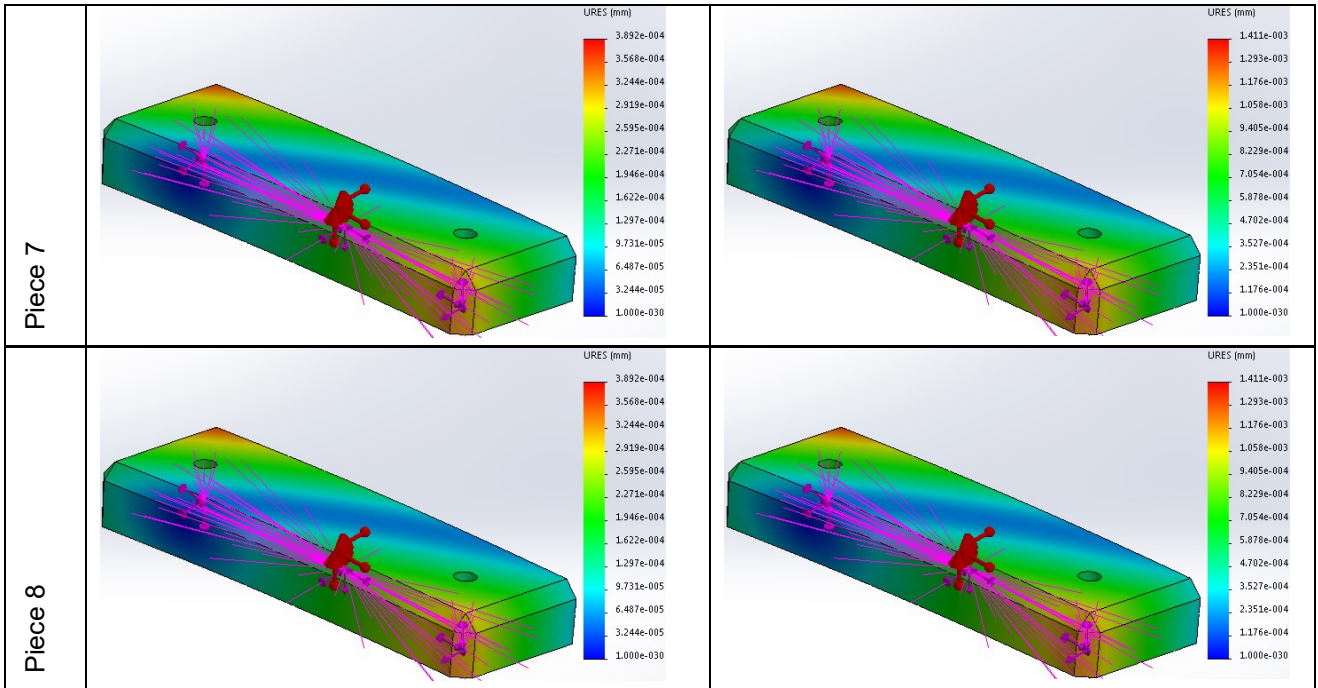 Piece 7
URES (mm)
3.892e-004
3.568e-004
3.244e-004
2.919e-004
2.595e-004
2.271e-004
1.946e-004
1.622e-004
1.297e-004
9.731e-005
6.487e-005
3.244e-005
1.000e-030
URES (mm)
1.411e-003
1.293e-003
1.176e-003
1.058e-003
9.405e-004
8.229e-004
7.054e-004
5.878e-004
4.702e-004
3.527e-004
2.351e-004
1.176e-004
1.000e-030
Piece 8
URES (mm)
3.892e-004
3.568e-004
3.244e-004
2.919e-004
2.595e-004
2.271e-004
1.946e-004
1.622e-004
1.297e-004
9.731e-005
6.487e-005
3.244e-005
1.000e-030
URES (mm)
1.411e-003
1.293e-003
1.176e-003
1.058e-003
9.405e-004
8.229e-004
7.054e-004
5.878e-004
4.702e-004
3.527e-004
2.351e-004
1.176e-004
1.000e-030